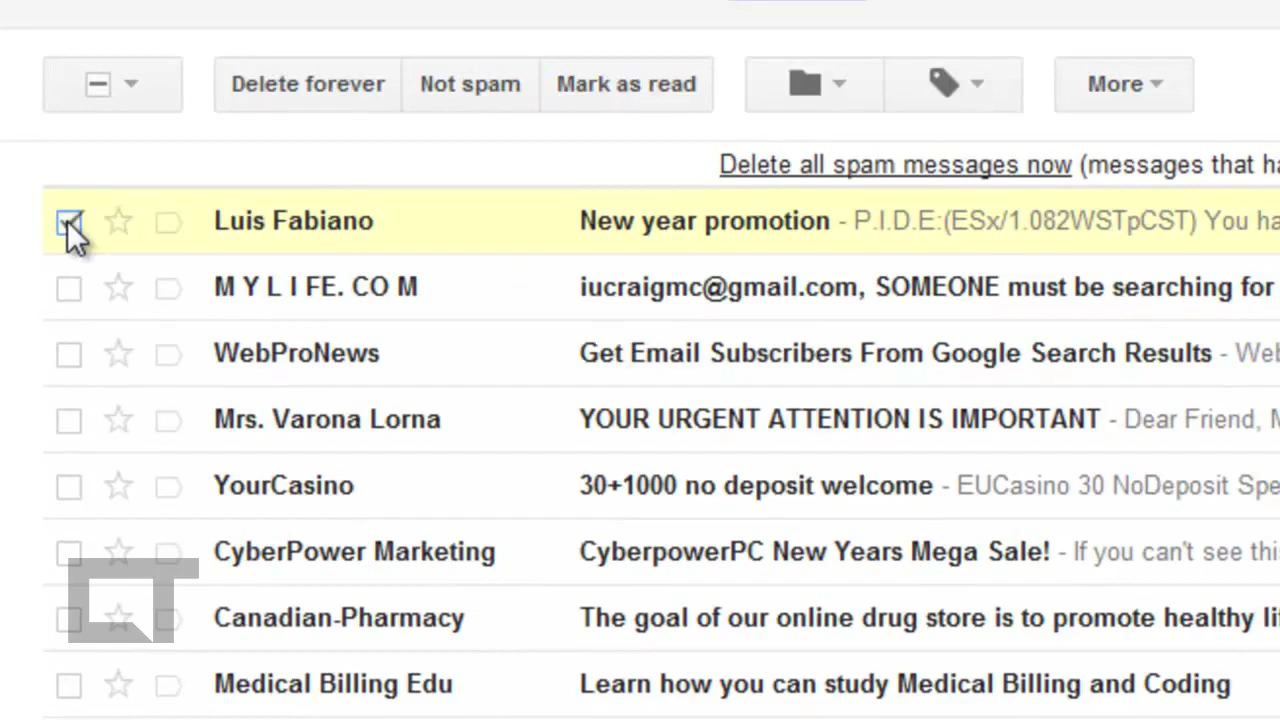 Delete forever Not spam Mark as read More
Delete all spam messages now (messages that ha
Luis Fabiano New year promotion - P.I.D.E:(ESx/1.082WSTpCST) You ha
M Y L I FE. CO M iucraigmc@gmail.com, SOMEONE must be searching for
WebProNews Get Email Subscribers From Google Search Results - Web
Mrs. Varona Lorna YOUR URGENT ATTENTION IS IMPORTANT - Dear Friend, M
YourCasino 30+1000 no deposit welcome - EUCasino 30 NoDeposit Spe
CyberPower Marketing CyberpowerPC New Years Mega Sale! - If you can't see this
Canadian-Pharmacy The goal of our online drug store is to promote healthy li
Medical Billing Edu Learn how you can study Medical Billing and Coding